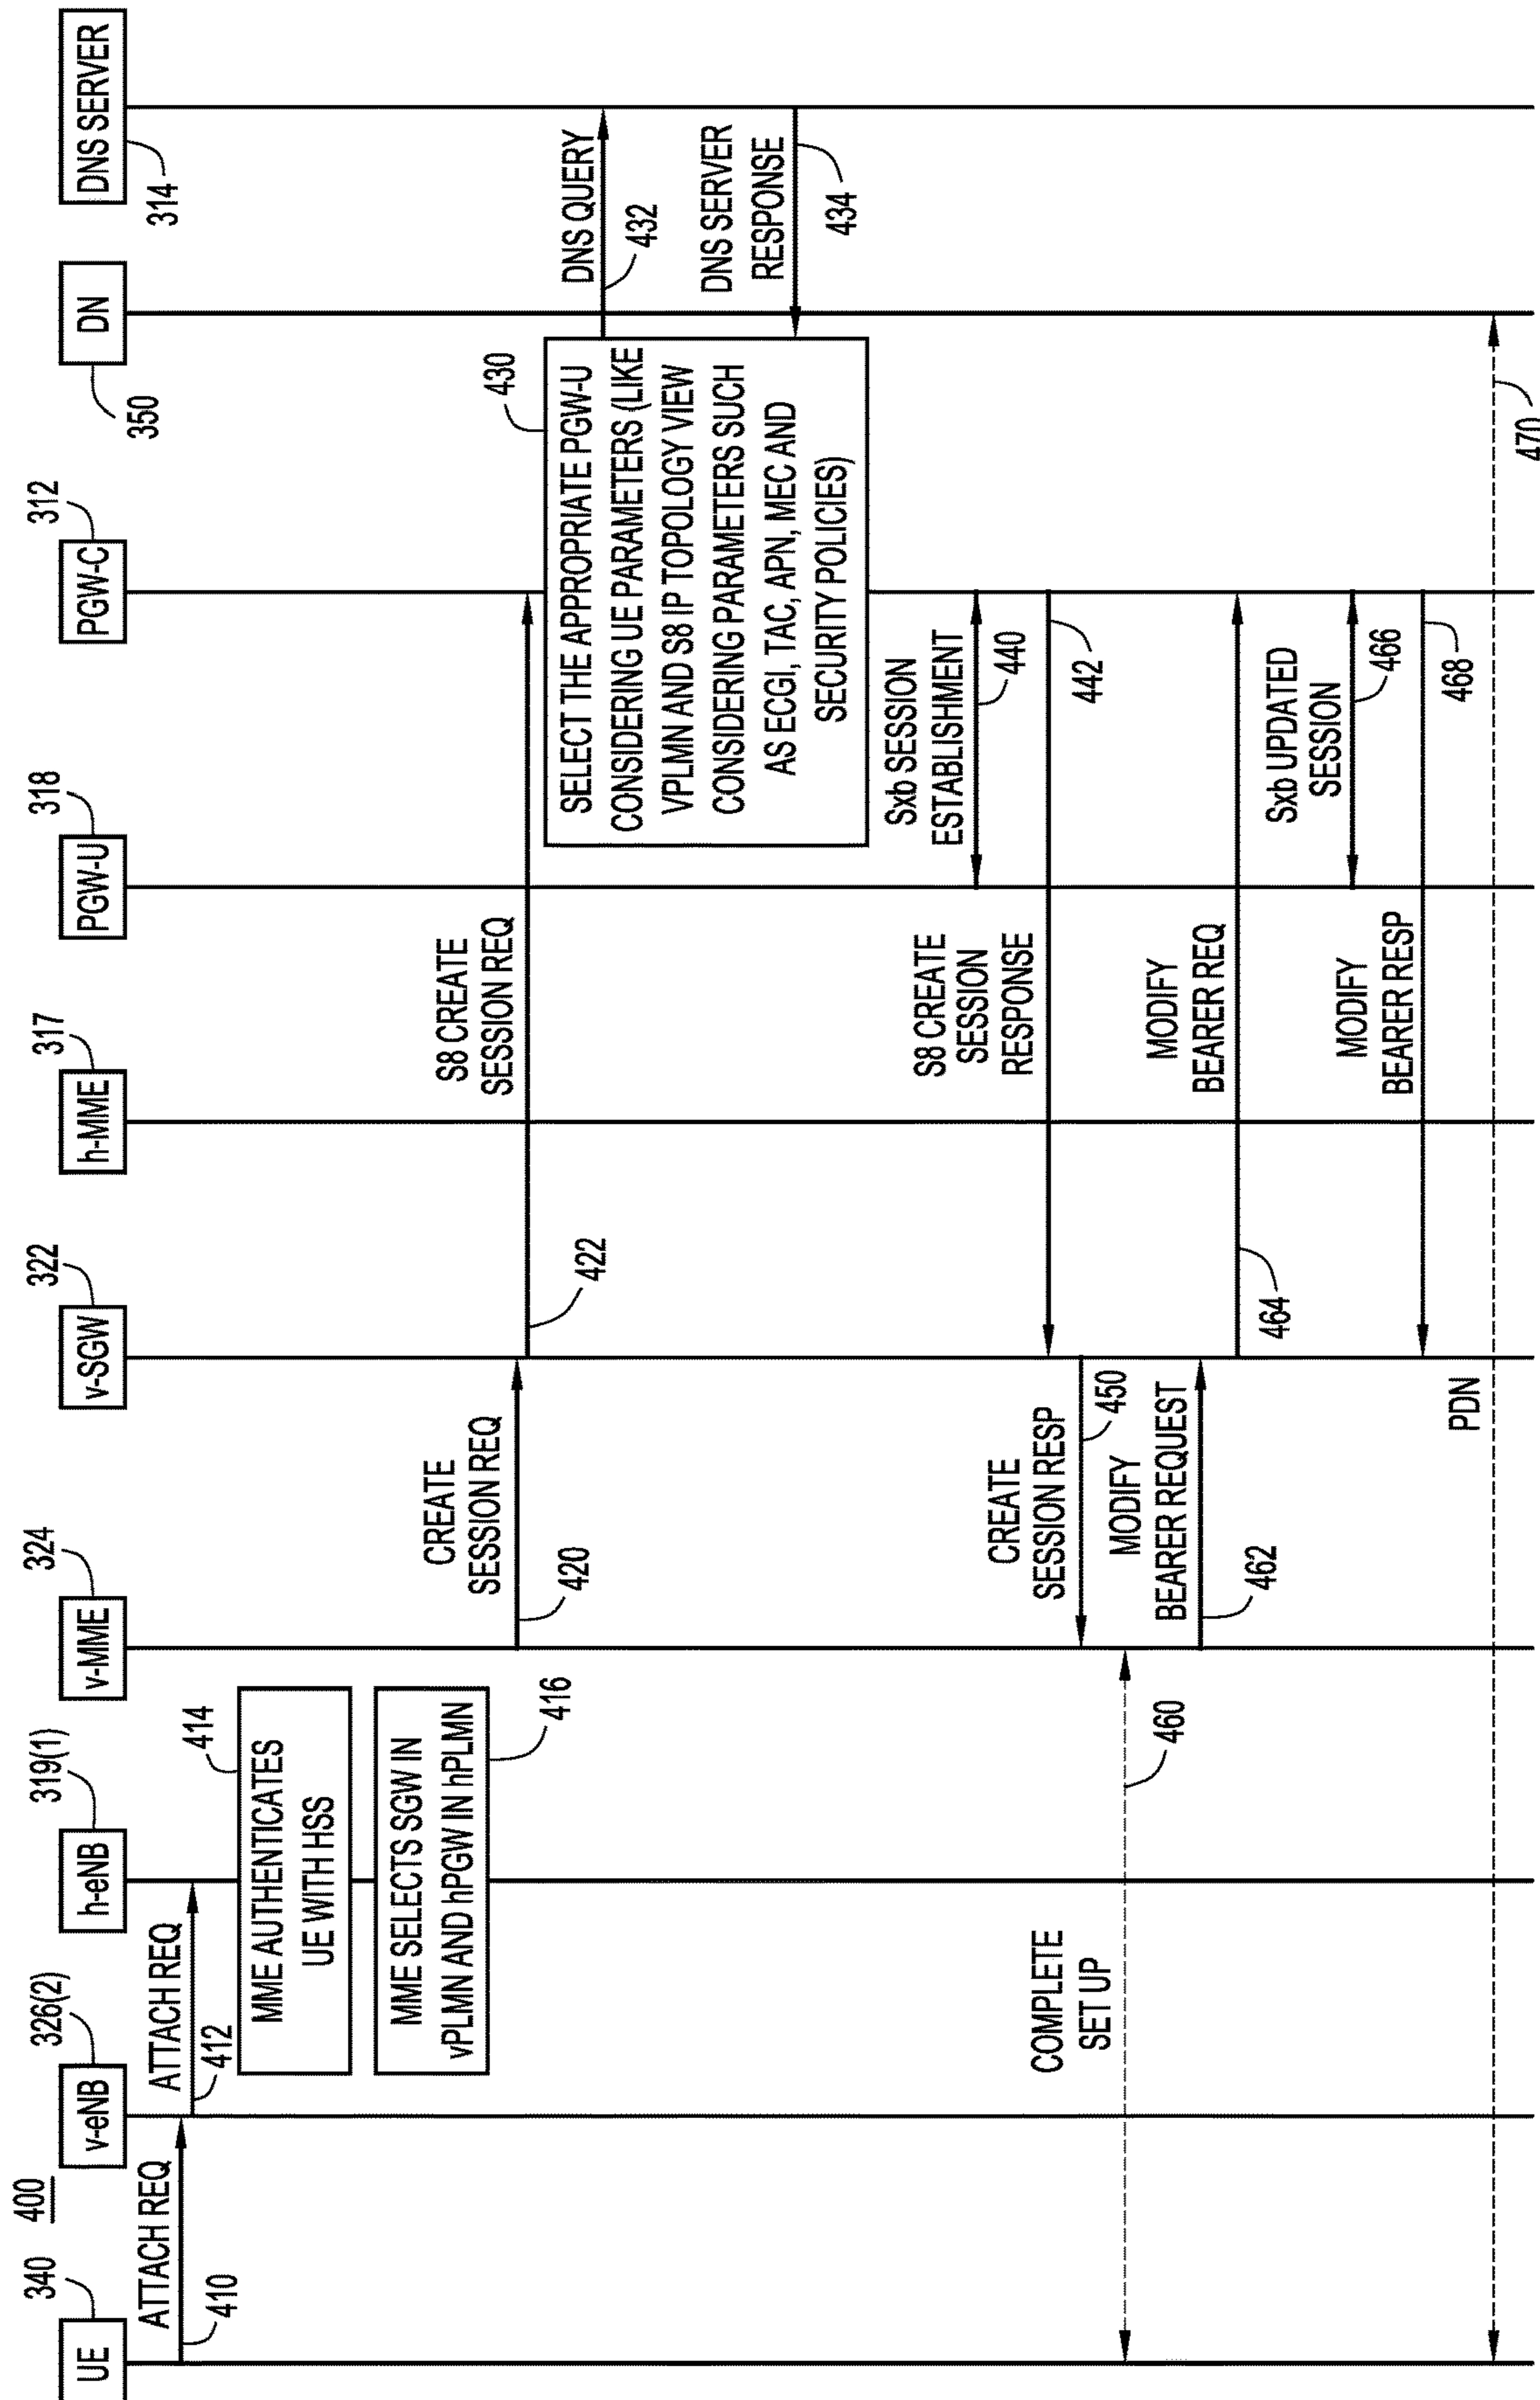 400
340
326(2)
319(1)
324
322
317
318
312
350
314
UE
v-eNB
h-eNB
v-MME
v-SGW
h-MME
PGW-U
PGW-C
DN
DNS SERVER
ATTACH REQ
410
ATTACH REQ
412
MME AUTHENTICATES
UE WITH HSS
414
MME SELECTS SGW IN
vPLMN AND hPGW IN hPLMN
416
CREATE
SESSION REQ
420
S8 CREATE
SESSION REQ
422
SELECT THE APPROPRIATE PGW-U
CONSIDERING UE PARAMETERS (LIKE
VPLMN AND S8 IP TOPOLOGY VIEW
CONSIDERING PARAMETERS SUCH
AS ECGI, TAC, APN, MEC AND
SECURITY POLICIES)
430
DNS QUERY
432
DNS SERVER
RESPONSE
434
Sxb SESSION
ESTABLISHMENT
440
S8 CREATE
SESSION
RESPONSE
442
CREATE
SESSION RESP
450
COMPLETE
SET UP
460
MODIFY
BEARER REQUEST
462
MODIFY
BEARER REQ
464
Sxb UPDATED
SESSION
466
MODIFY
BEARER RESP
468
PDN
470